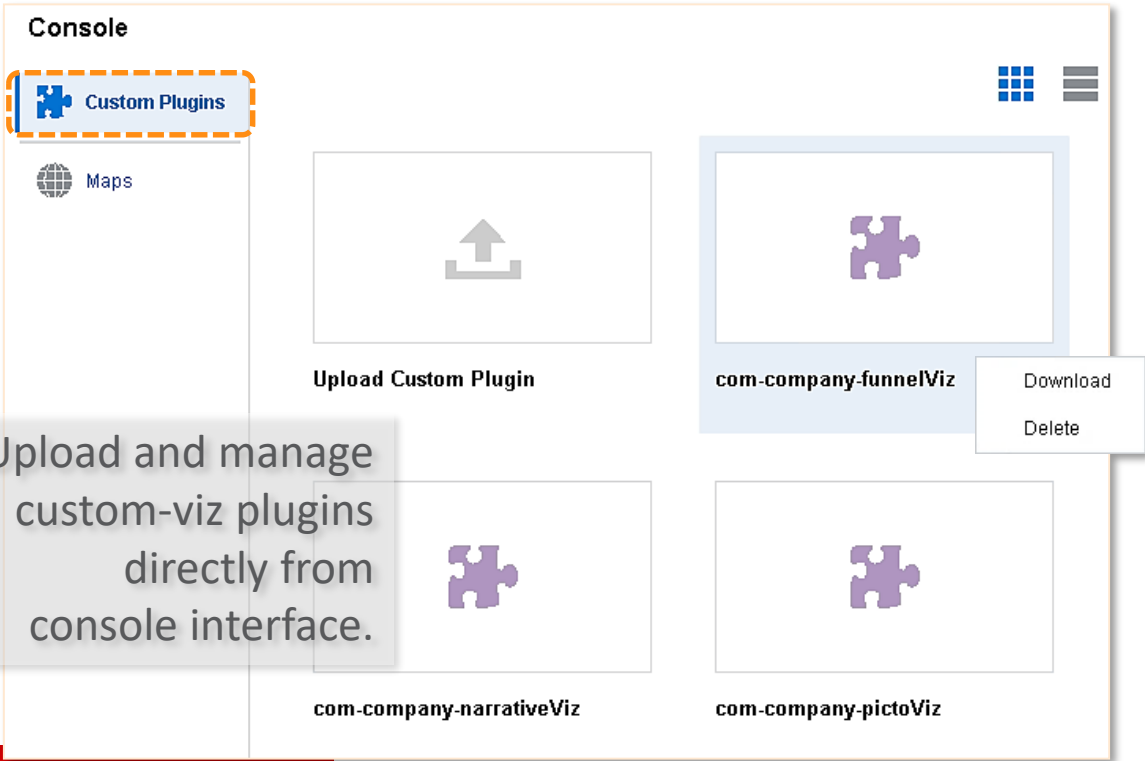 Console
Custom Plugins
Maps
Upload Custom Plugin
com-company-funnelViz
Download
Delete
Upload and manage
custom-viz plugins
directly from
console interface.
com-company-narrativeViz
com-company-pictoViz